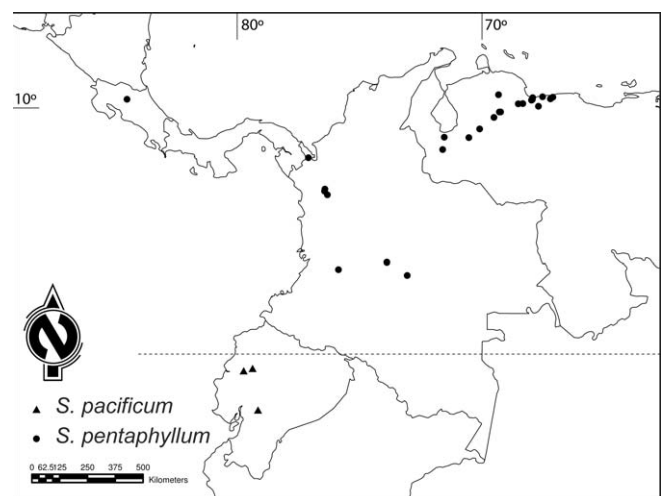 80º 70º
10º
N
S. pacificum
S. pentaphyllum
0 62.5125 250 375 500
Kilometers